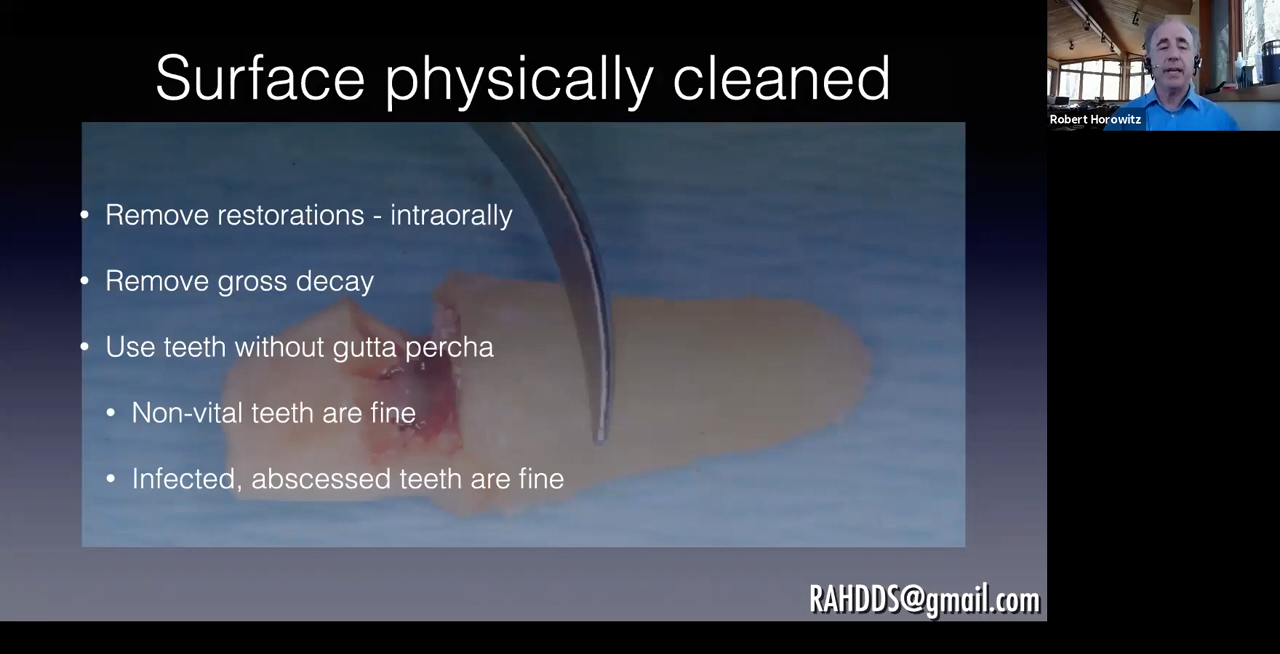 Surface physically cleaned
• Remove restorations - intraorally
• Remove gross decay
• Use teeth without gutta percha
• Non-vital teeth are fine
• Infected, abscessed teeth are fine
RAHDDS@gmail.com
Robert Horowitz